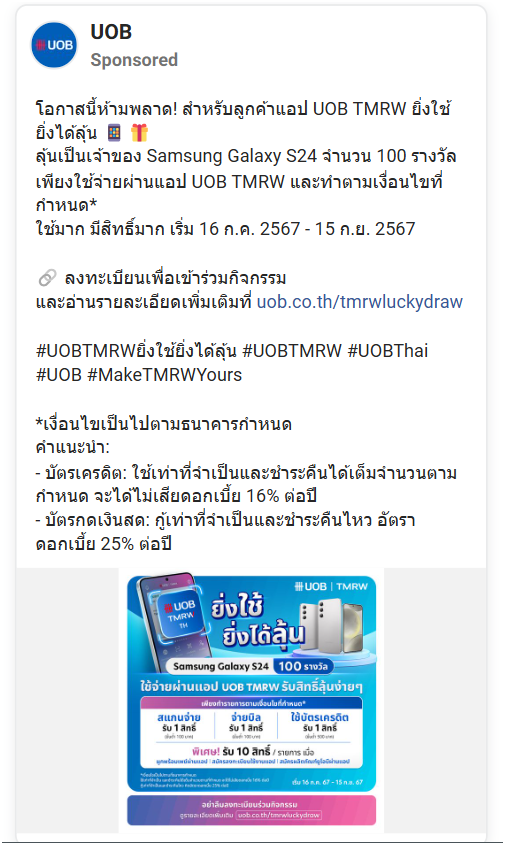 UOB
Sponsored
โอกาสนี้ห้ามพลาด! สำหรับลูกค้าแอป UOB TMRW ยิ่งใช้
ยิ่งได้ลุ้น 📱 🎁
ลุ้นเป็นเจ้าของ Samsung Galaxy S24 จำนวน 100 รางวัล
เพียงใช้จ่ายผ่านแอป UOB TMRW และทำตามเงื่อนไขที่
กำหนด*
ใช้มาก มีสิทธิ์มาก เริ่ม 16 ก.ค. 2567 - 15 ก.ย. 2567
🔗 ลงทะเบียนเพื่อเข้าร่วมกิจกรรม
และอ่านรายละเอียดเพิ่มเติมที่ uob.co.th/tmrwluckydraw
#UOBTMRWยิ่งใช้ยิ่งได้ลุ้น #UOBTMRW #UOBThai
#UOB #MakeTMRWYours
*เงื่อนไขเป็นไปตามธนาคารกำหนด
คำแนะนำ:
- บัตรเครดิต: ใช้เท่าที่จำเป็นและชำระคืนได้เต็มจำนวนตาม
กำหนด จะได้ไม่เสียดอกเบี้ย 16% ต่อปี
- บัตรกดเงินสด: กู้เท่าที่จำเป็นและชำระคืนไหว อัตรา
ดอกเบี้ย 25% ต่อปี
UOB | TMRW
UOB
TMRW
TH
ยิ่งใช้
ยิ่งได้ลุ้น
Samsung Galaxy S24 100 รางวัล
ใช้จ่ายผ่านแอป UOB TMRW รับสิทธิ์ลุ้นง่ายๆ
เพียงทำรายการตามเงื่อนไขที่กำหนด*
สแกนจ่าย จ่ายบิล ใช้บัตรเครดิต
รับ 1 สิทธิ์ รับ 1 สิทธิ์ รับ 1 สิทธิ์
พิเศษ! รับ 10 สิทธิ์ / รายการ เมื่อ
เริ่ม 16 ก.ค. 67 - 15 ก.ย. 67
อย่าลืมลงทะเบียนร่วมกิจกรรม
ดูรายละเอียดเพิ่มเติม uob.co.th/tmrwluckydraw